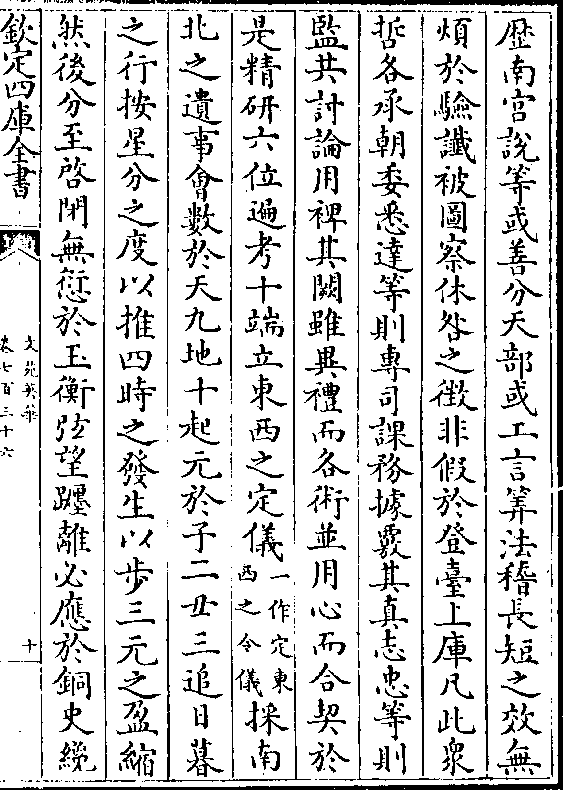 歴南宫說等或善分天部或工言筭法稽長短之效無
煩於驗讖被圖察休咎之徴非假於登臺上庫凡此衆
哲各承朝委悉達等則專司課務據覈其真志忠等則
監共討論用裨其闕雖異禮而各術並用心而合契於
是精研六位遍考十端立東西之定儀一作定東西之令儀採南
北之遺事會數於天九地十起元於子二丑三追日晷
之行按星分之度以推四時之發生以步三元之盈縮
然後分至啓閉無愆於玉衡弦望躔離必應於銅史纔
欽定四庫全書
文苑英華
卷七百三十六
十